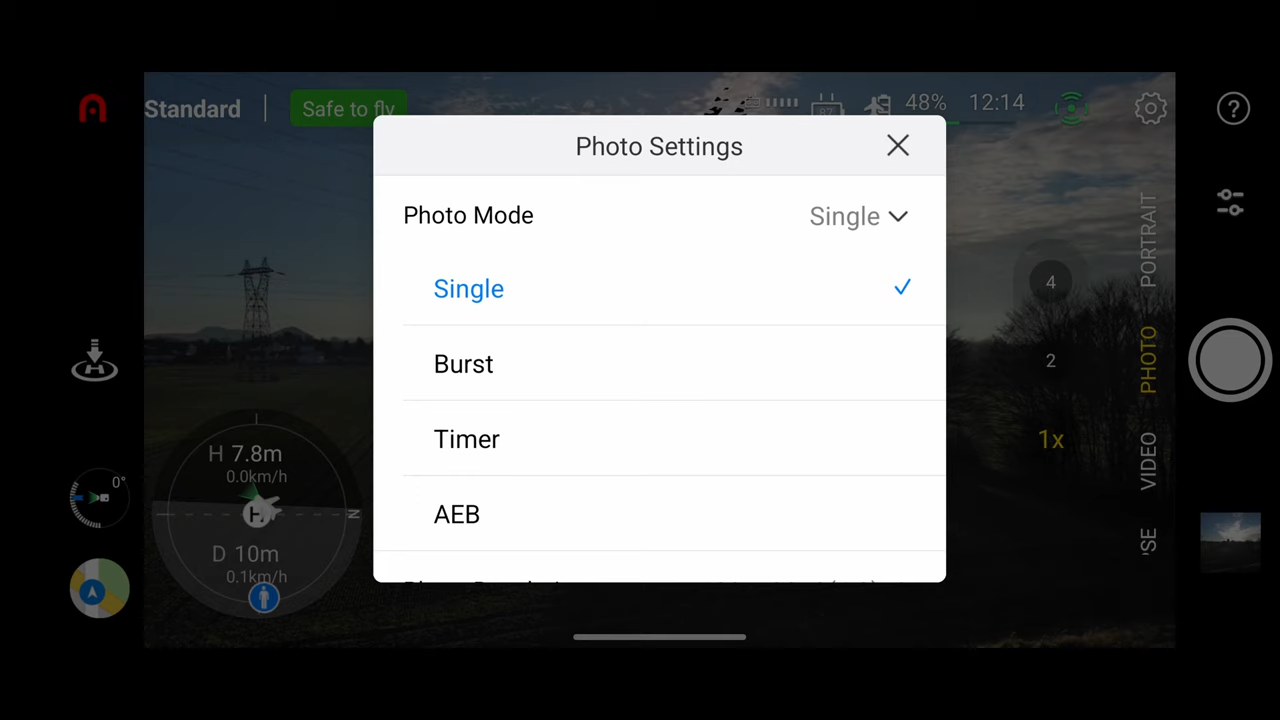 Standard
Safe to fly
87
48%
12:14
?
Photo Settings
Photo Mode
Single
Single
Burst
Timer
AEB
H 7.8m
0.0km/h
H
N
D 10m
0.1km/h
0°
4
2
1x
PORTRAIT
PHOTO
VIDEO